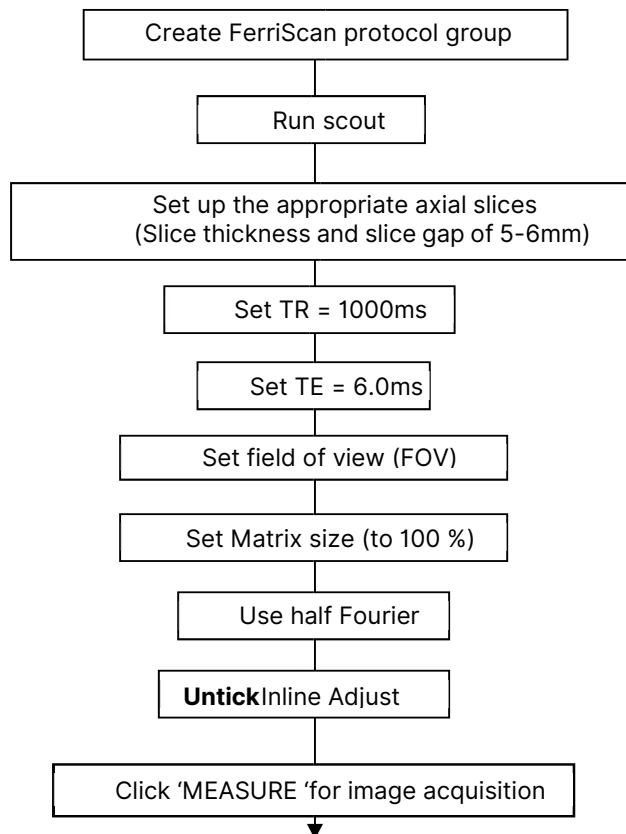 Create FerriScan protocol group
Run scout
Set up the appropriate axial slices
(Slice thickness and slice gap of 5-6mm)
Set TR = 1000ms
Set TE = 6.0ms
Set field of view (FOV)
Set Matrix size (to 100 %)
Use half Fourier
UntickInline Adjust
Click ‘MEASURE ‘for image acquisition